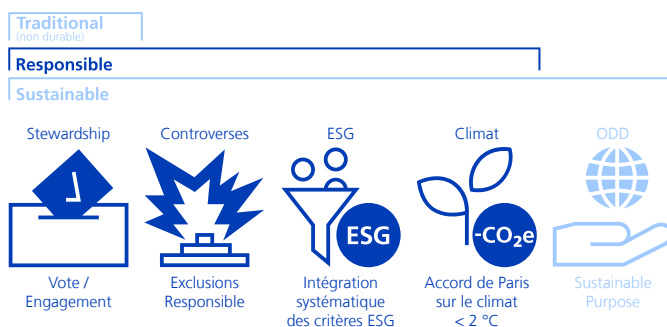 Traditional
(non durable)
Responsible
Sustainable
Stewardship
Controverses
ESG
Climat
ODD
ESG
-CO₂e
Vote /
Engagement
Exclusions
Responsible
Intégration
systématique
des critères ESG
Accord de Paris
sur le climat
< 2 °C
Sustainable
Purpose